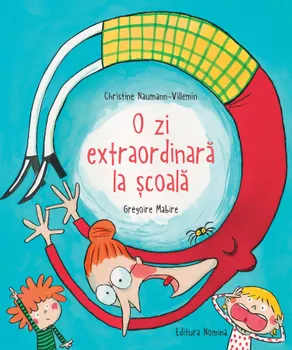 Christine Naumann-Villemin
O zi
extraordinară
la școală
Grégoire Mabire
Editura Nomina